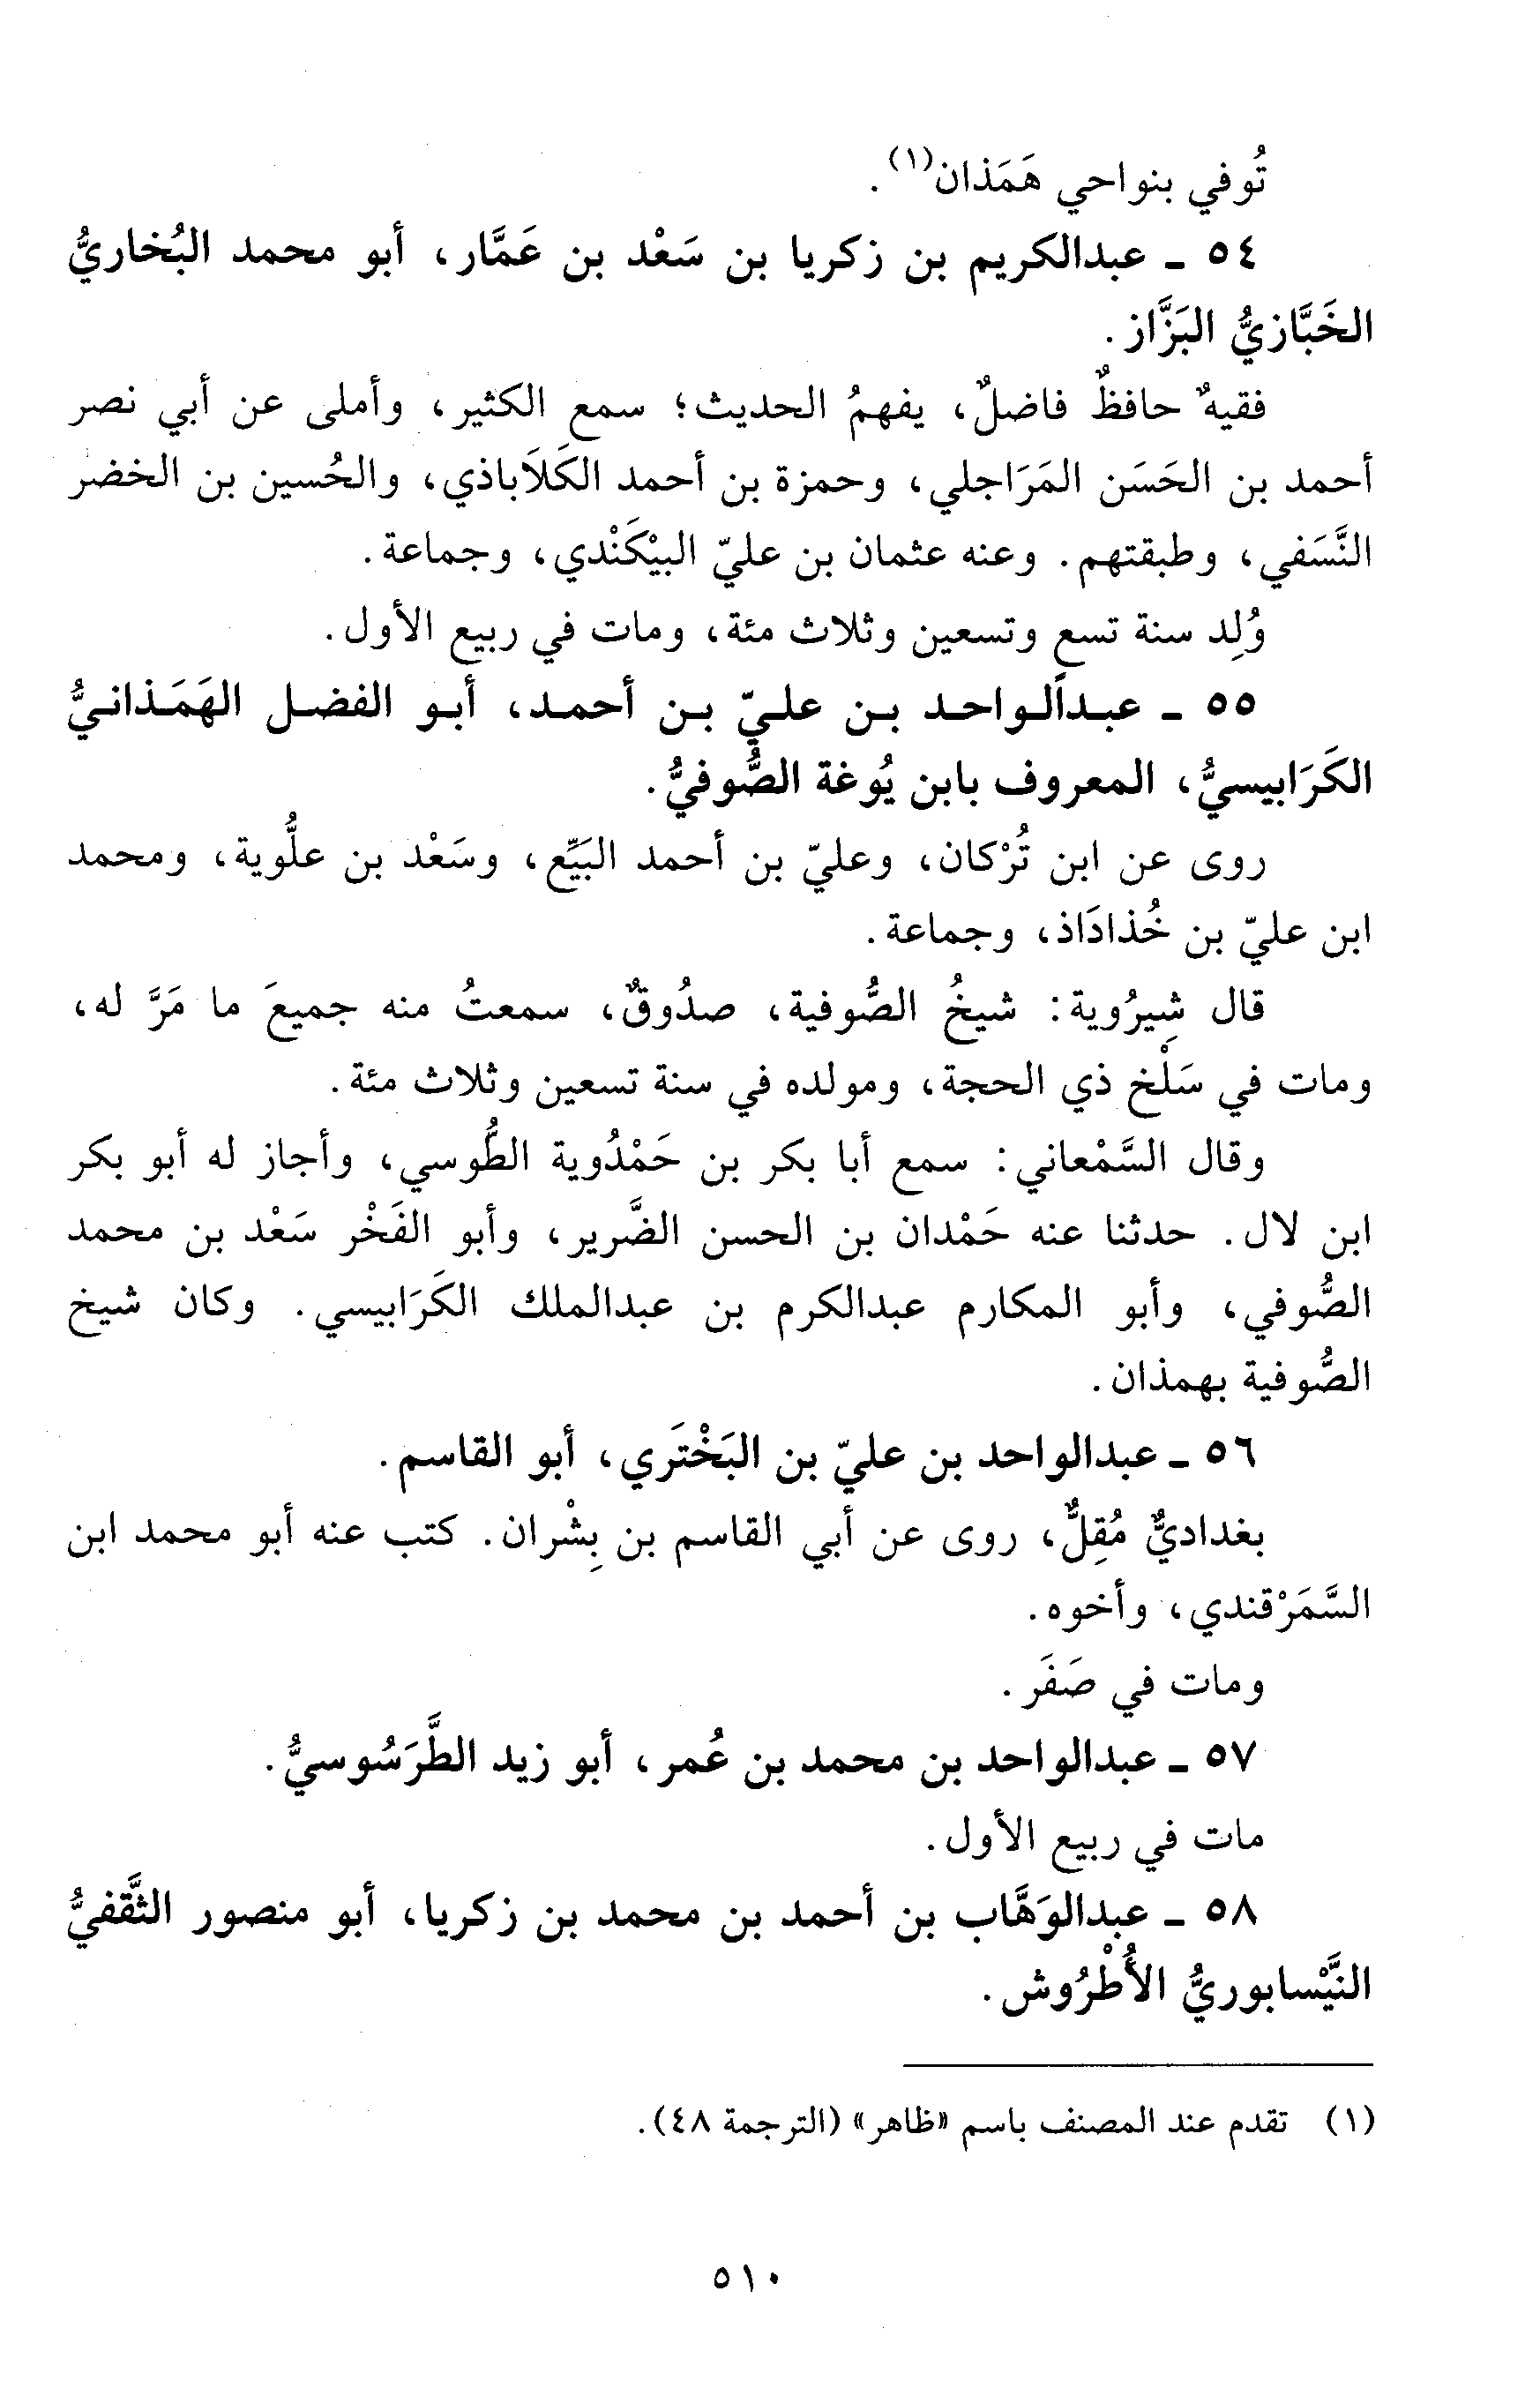 تُوفي بنواحي هَمَذان(١).
٥٤ ـ عبدالكريم بن زكريا بن سَعْد بن عَمَّار، أبو محمد البُخاريُّ
الخَبَّازيُّ البَزَّاز.
فقيهٌ حافظٌ فاضلٌ، يفهمُ الحديث؛ سمع الكثير، وأملى عن أبي نصر
أحمد بن الحَسَن المَرَاجلي، وحمزة بن أحمد الكَلَاباذي، والحُسين بن الخضر
النَّسَفي، وطبقتهم. وعنه عثمان بن عليّ البيْكَنْدي، وجماعة.
وُلِد سنة تسع وتسعين وثلاث مئة، ومات في ربيع الأول.
٥٥ ـ عبدالواحد بن عليّ بن أحمد، أبو الفضل الهَمَذانيُّ
الكَرَابيسيُّ، المعروف بابن يُوغة الصُّوفيُّ.
روى عن ابن تُرْكان، وعليّ بن أحمد البَيِّع، وسَعْد بن علُّوية، ومحمد
ابن عليّ بن خُذادَاذ، وجماعة.
قال شِيرُوية: شيخُ الصُّوفية، صدُوقٌ، سمعتُ منه جميعَ ما مَرَّ له،
ومات في سَلْخ ذي الحجة، ومولده في سنة تسعين وثلاث مئة.
وقال السَّمْعاني: سمع أبا بكر بن حَمْدُوية الطُّوسي، وأجاز له أبو بكر
ابن لال. حدثنا عنه حَمْدان بن الحسن الضَّرير، وأبو الفَخْر سَعْد بن محمد
الصُّوفي، وأبو المكارم عبدالكرم بن عبدالملك الكَرَابيسي. وكان شيخ
الصُّوفية بهمذان.
٥٦ ـ عبدالواحد بن عليّ بن البَخْتَري، أبو القاسم.
بغداديٌّ مُقِلٌّ، روى عن أبي القاسم بن بِشْران. كتب عنه أبو محمد ابن
السَّمَرْقندي، وأخوه.
ومات في صَفَر.
٥٧ ـ عبدالواحد بن محمد بن عُمر، أبو زيد الطَّرَسُوسيُّ.
مات في ربيع الأول.
٥٨ ـ عبدالوَهَّاب بن أحمد بن محمد بن زكريا، أبو منصور الثَّقفيُّ
النَّيْسابوريُّ الأُطْرُوش.
(١) تقدم عند المصنف باسم «ظاهر» (الترجمة ٤٨).
٥١٠